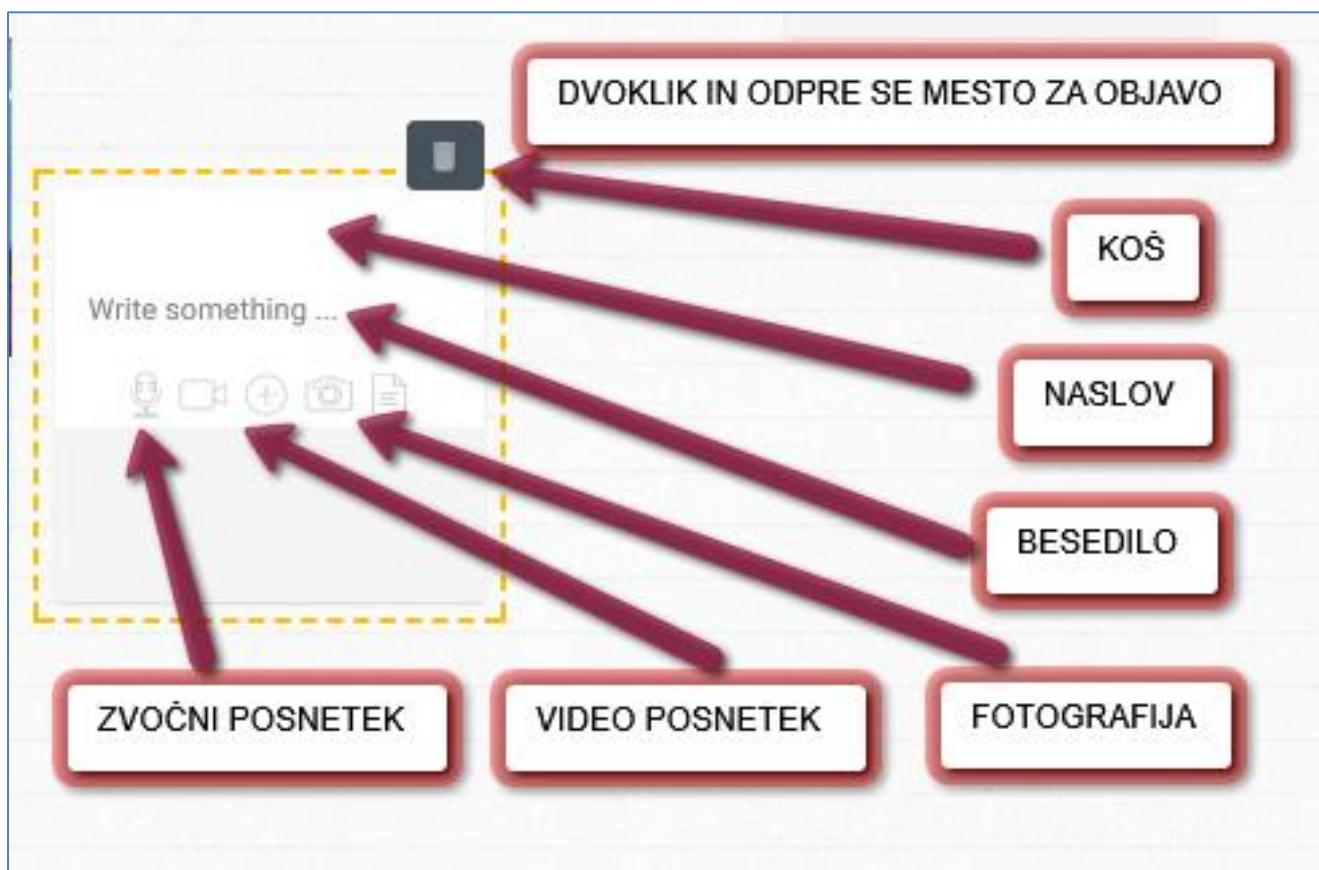 DVOKLIK IN ODPRE SE MESTO ZA OBJAVO
KOŠ
Write something ...
NASLOV
BESEDILO
ZVOČNI POSNETEK
VIDEO POSNETEK
FOTOGRAFIJA